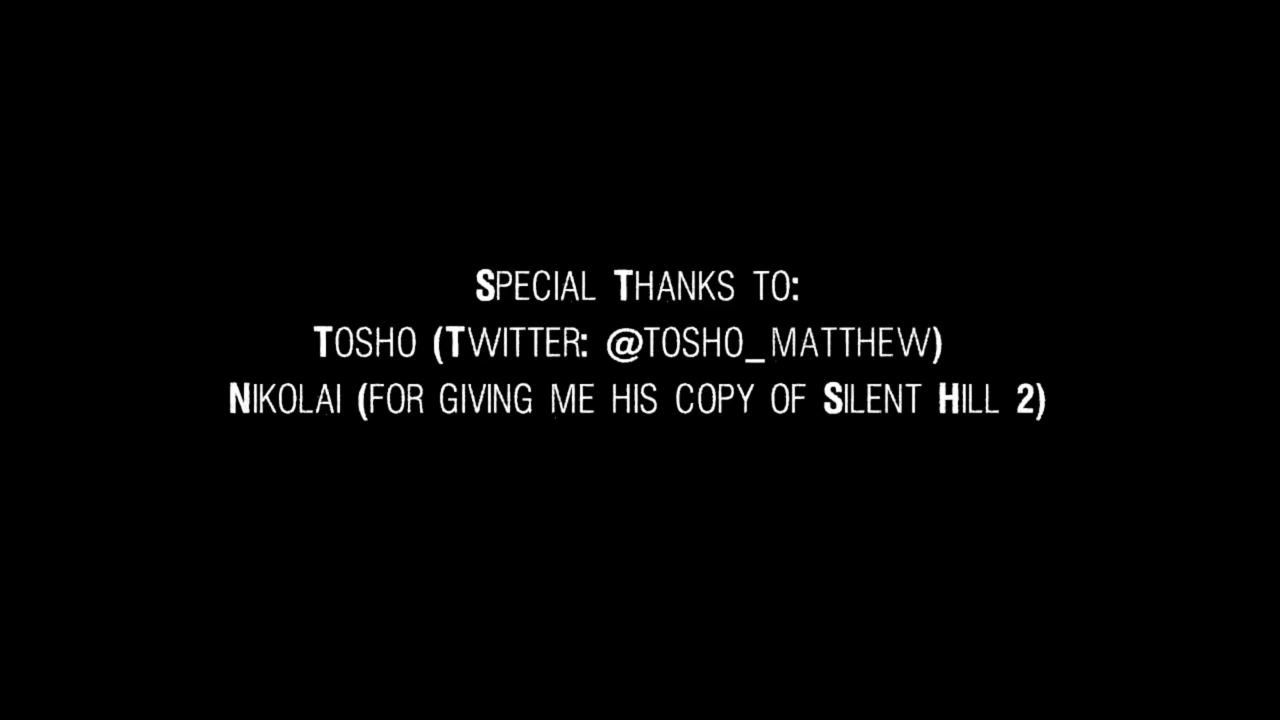 Special Thanks to:
Tosho (Twitter: @tosho_matthew)
Nikolai (for giving me his copy of Silent Hill 2)